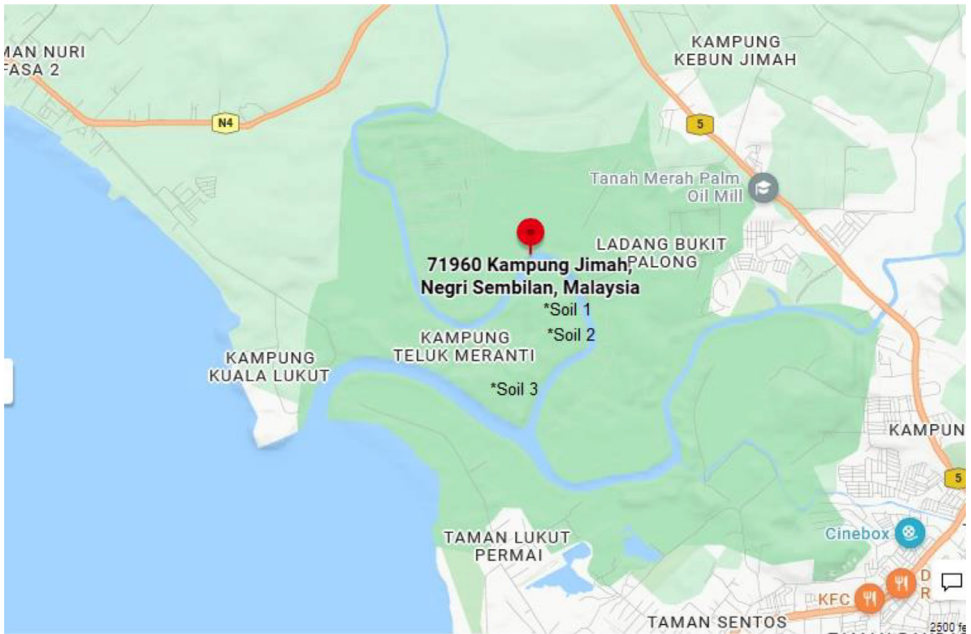 MAN NURI
FASA 2
KAMPUNG
KEBUN JIMAH
N4
5
Tanah Merah Palm
Oil Mill
LADANG BUKIT
PALONG
71960 Kampung Jimah,
Negri Sembilan, Malaysia
*Soil 1
*Soil 2
KAMPUNG
TELUK MERANTI
KAMPUNG
KUALA LUKUT
*Soil 3
KAMPUN
5
TAMAN LUKUT
PERMAI
Cinebox
D
R
KFC
TAMAN SENTOS
2500 fe